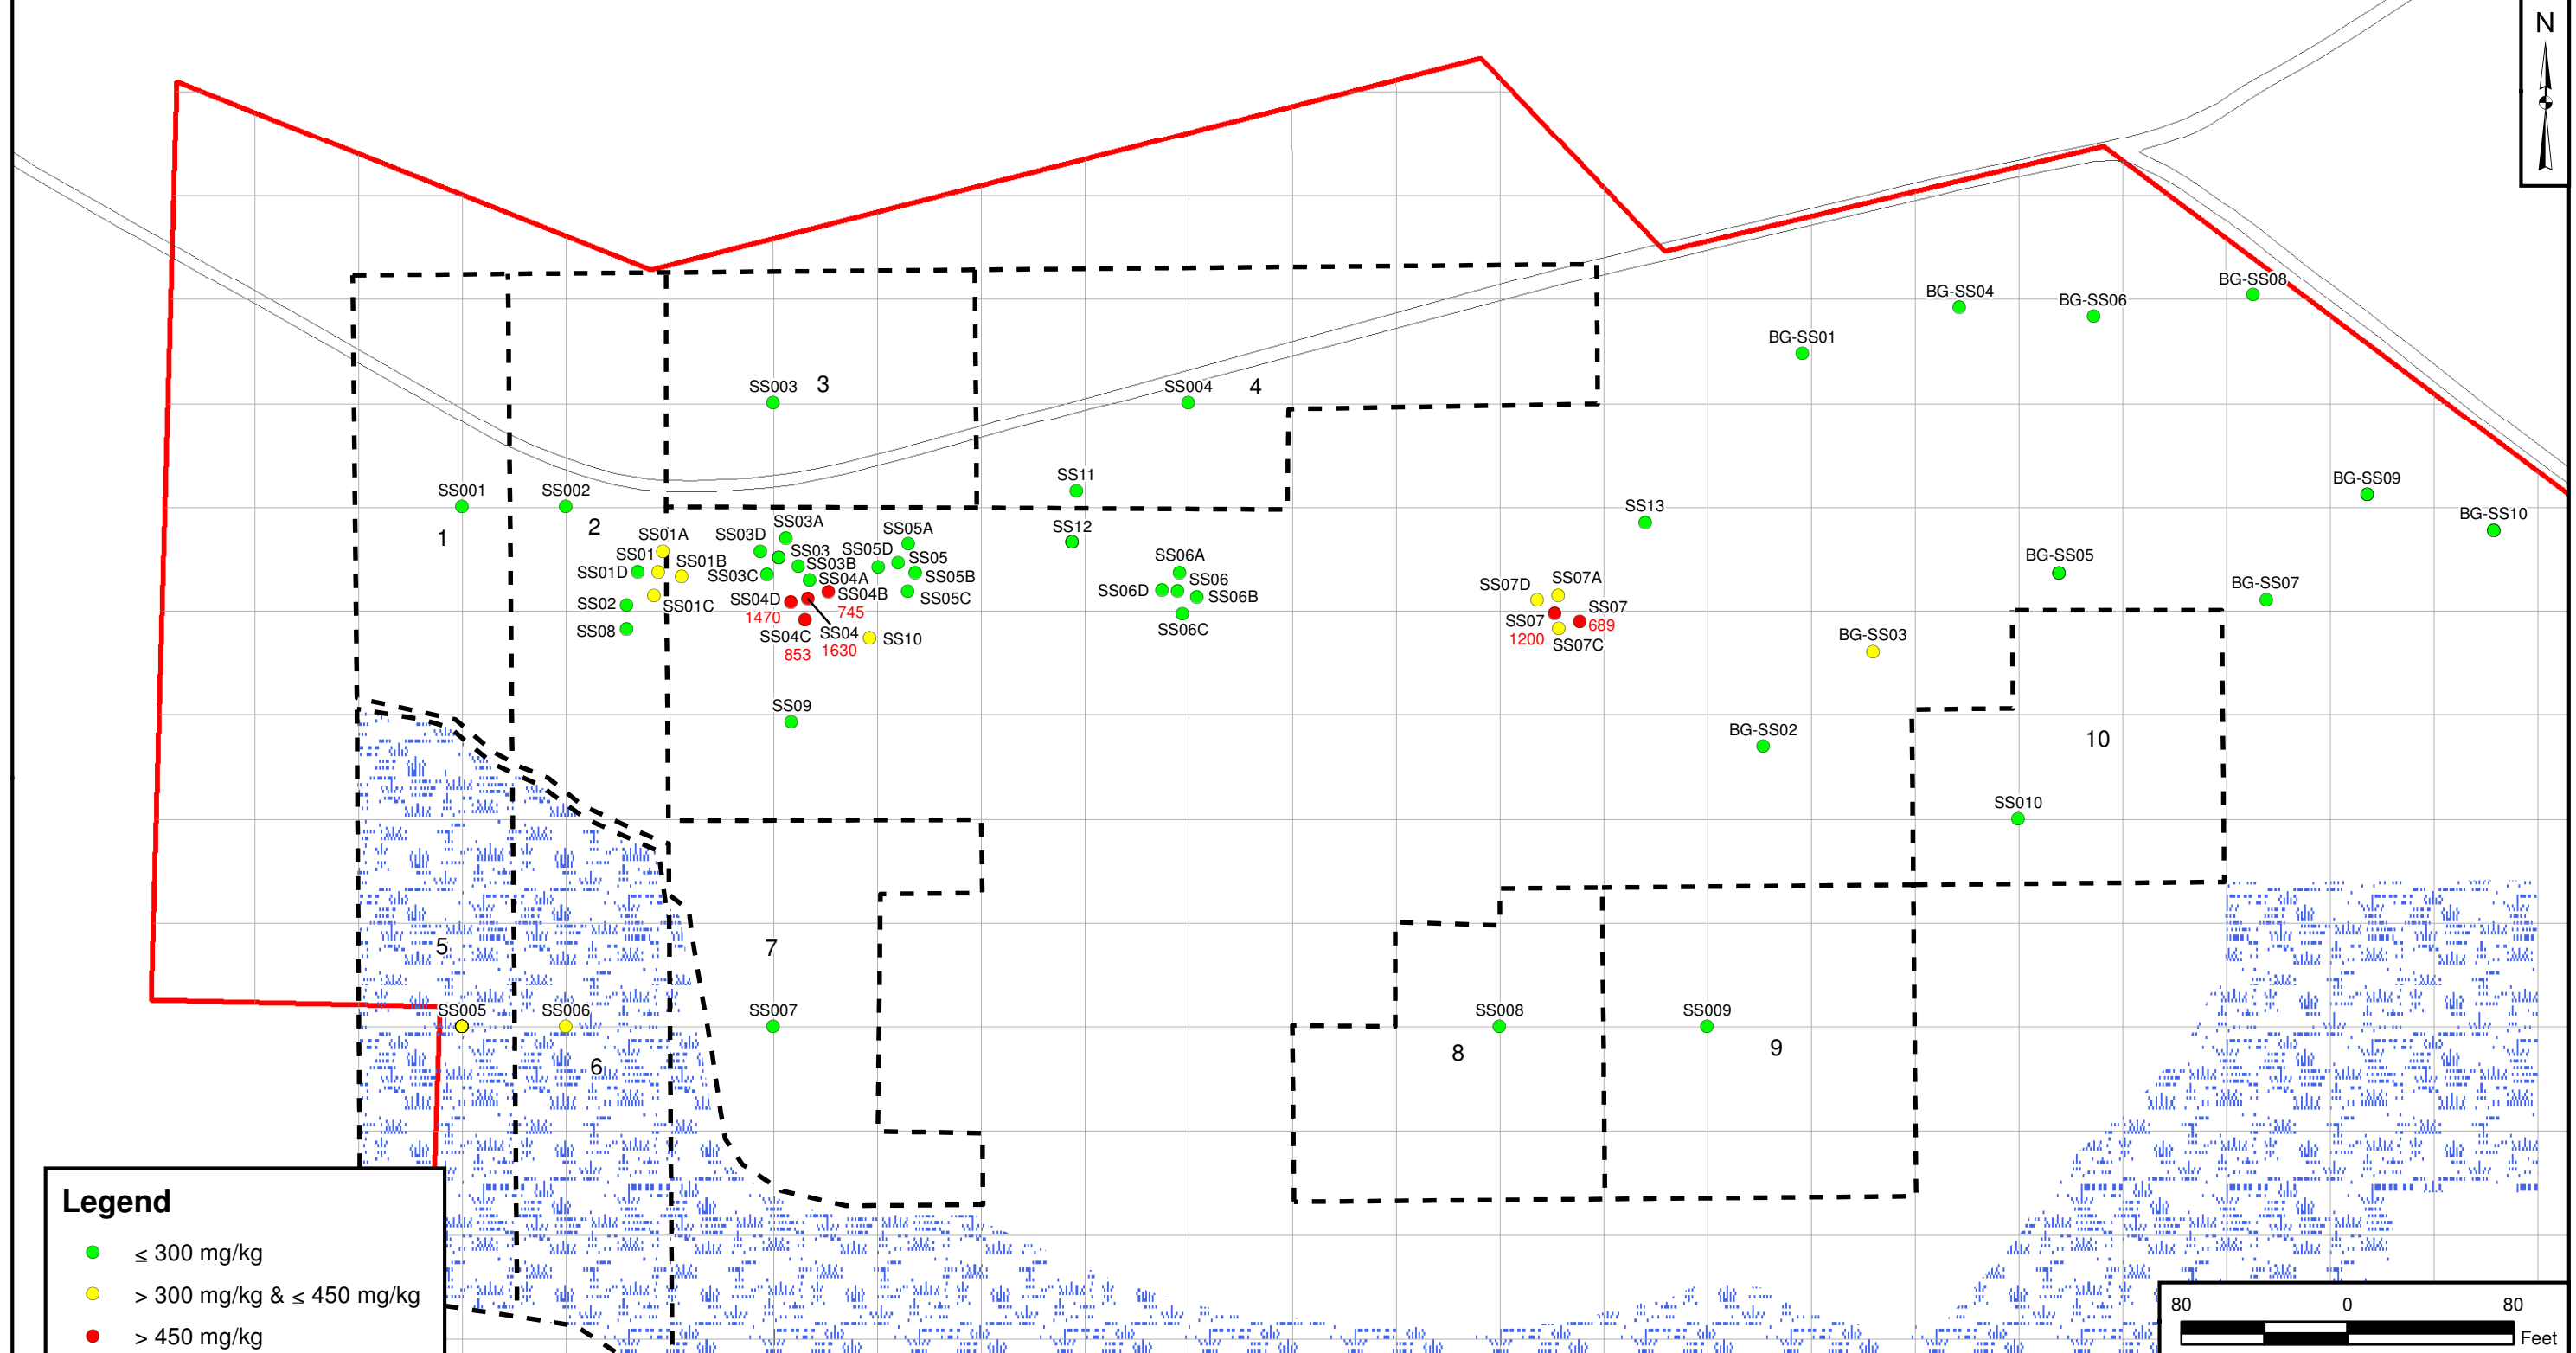 N
BG-SS08
BG-SS04
BG-SS06
BG-SS01
SS003
3
SS004
4
SS11
BG-SS09
SS001
SS002
SS13
BG-SS10
1
2
SS03A
SS12
SS01A
SS03D
SS05A
SS01
SS03
SS05D
SS05
SS06A
BG-SS05
SS01B
SS03B
SS01D
SS03C
SS04A
SS05B
SS06
SS07D
SS07A
BG-SS07
SS06D
SS06B
SS02
SS01C
SS04D
SS04B
SS05C
1470
745
SS07
689
SS08
SS04C
SS04
SS10
SS06C
SS07
1200
SS07C
BG-SS03
853
1630
SS09
BG-SS02
10
SS010
5
7
SS005
SS006
SS007
SS008
SS009
6
8
9
Legend
≤ 300 mg/kg
> 300 mg/kg & ≤ 450 mg/kg
> 450 mg/kg
80 0 80
Feet